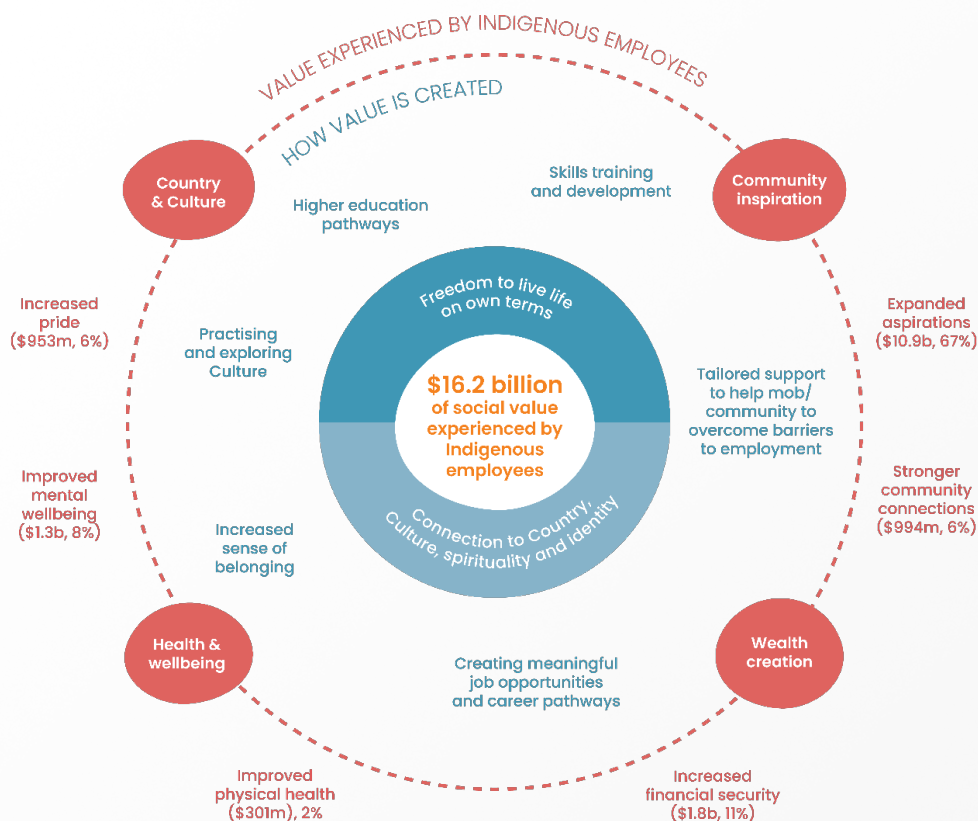 VALUE EXPERIENCED BY INDIGENOUS EMPLOYEES
HOW VALUE IS CREATED
Country
& Culture
Community
inspiration
Skills training
and development
Higher education
pathways
Freedom to live life
on own terms
Increased
pride
($953m, 6%)
Expanded
aspirations
($10.9b, 67%)
Practising
and exploring
Culture
Tailored support
to help mob/
community to
overcome barriers
to employment
$16.2 billion
of social value
experienced by
Indigenous
employees
Improved
mental
wellbeing
($1.3b, 8%)
Stronger
community
connections
($994m, 6%)
Connection to Country,
Culture, spirituality and identity
Increased
sense of
belonging
Health &
wellbeing
Wealth
creation
Creating meaningful
job opportunities
and career pathways
Improved
physical health
($301m), 2%
Increased
financial security
($1.8b, 11%)